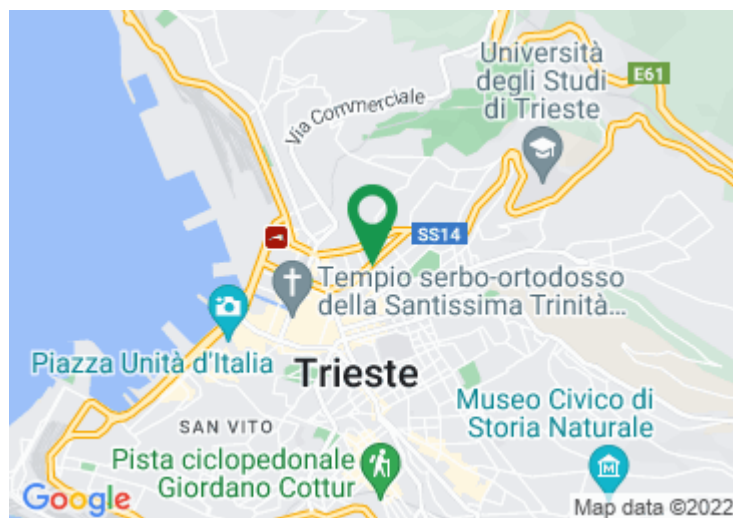 Università
degli Studi
di Trieste
E61
Via Commerciale
SS14
Tempio serbo-ortodosso
della Santissima Trinità...
Piazza Unità d'Italia
Trieste
SAN VITO
Museo Civico di
Storia Naturale
Pista ciclopedonale
Giordano Cottur
Google
Map data ©2022